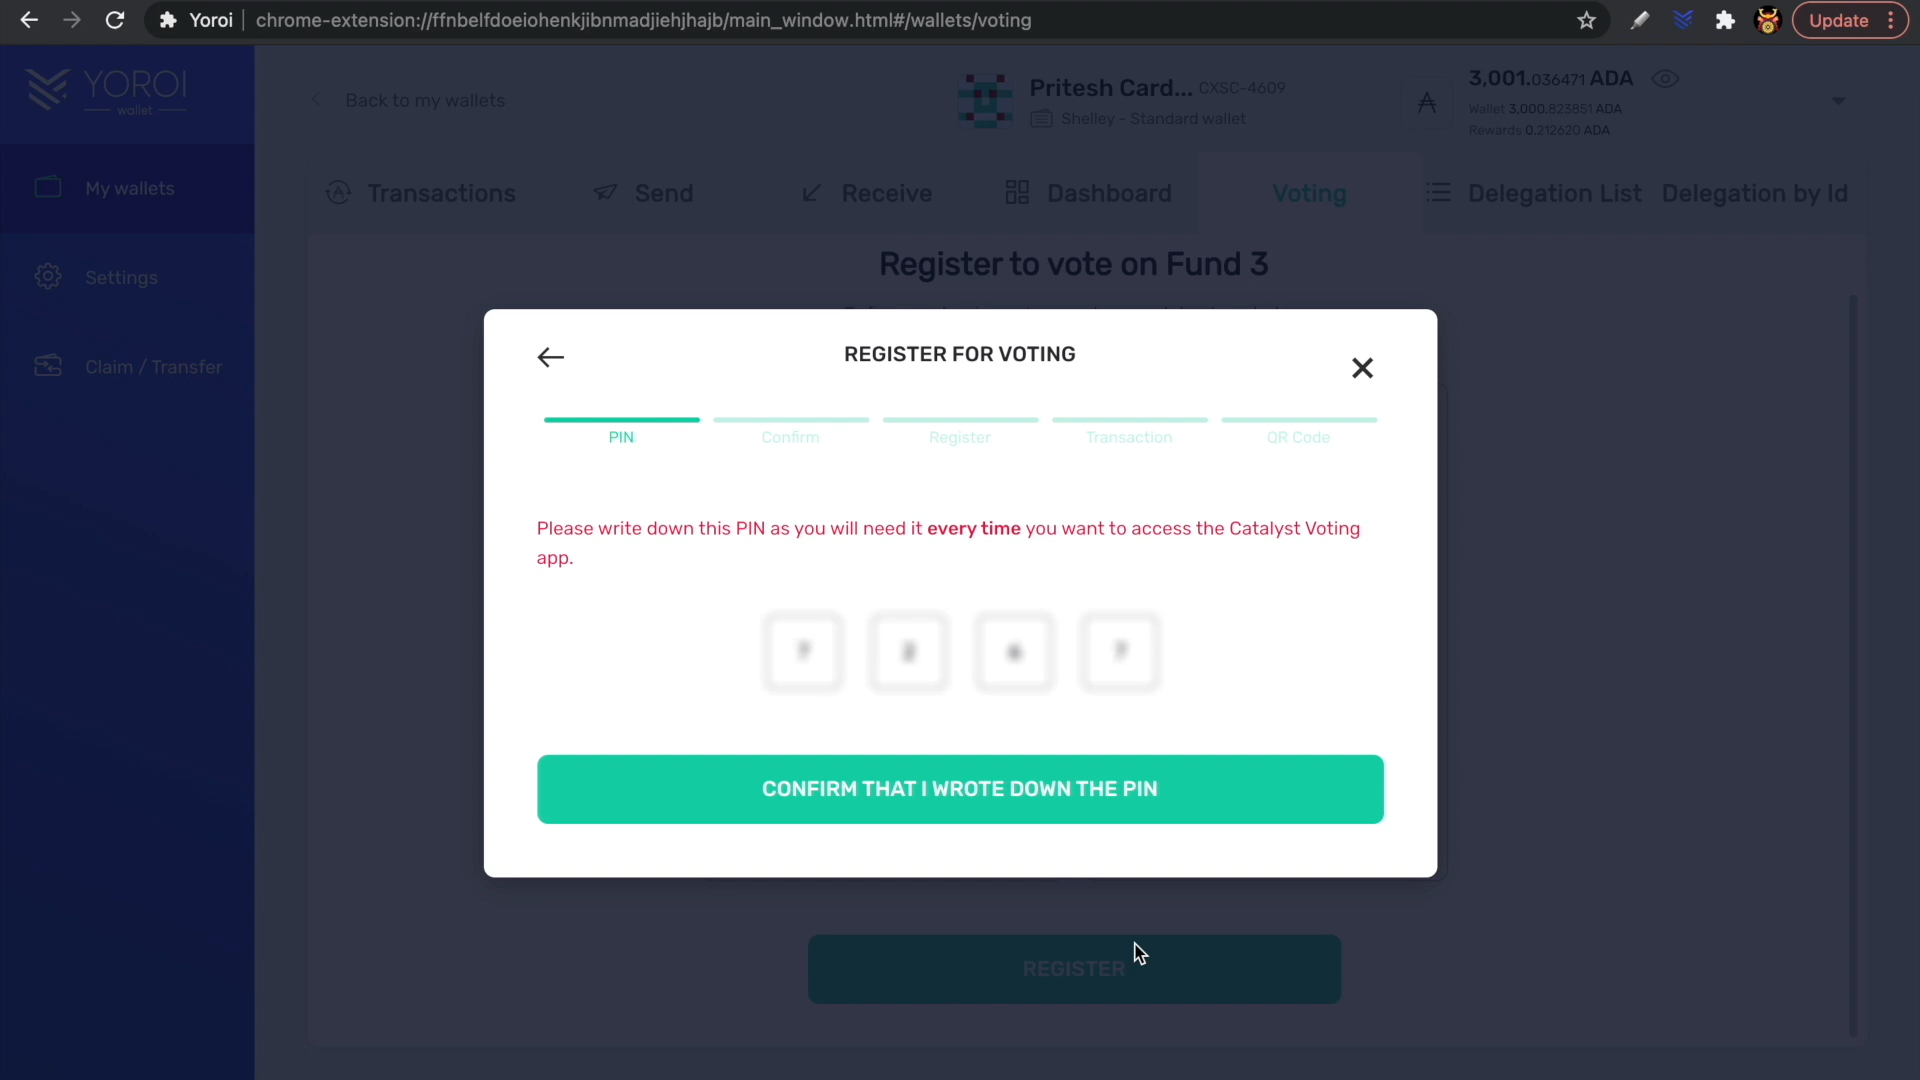 Yoroi
chrome-extension://ffnbelfdoeiohenkjibnmadjiehjhajb/main_window.html#/wallets/voting
Update
YOROI
wallet
Back to my wallets
Pritesh Card... CXSC-4609
Shelley - Standard wallet
3,001.036471 ADA
Wallet 3,000.823851 ADA
Rewards 0.212620 ADA
My wallets
Settings
Claim / Transfer
Transactions
Send
Receive
Dashboard
Voting
Delegation List
Delegation by Id
Register to vote on Fund 3
REGISTER FOR VOTING
PIN
Confirm
Register
Transaction
QR Code
Please write down this PIN as you will need it every time you want to access the Catalyst Voting
app.
CONFIRM THAT I WROTE DOWN THE PIN
REGISTER